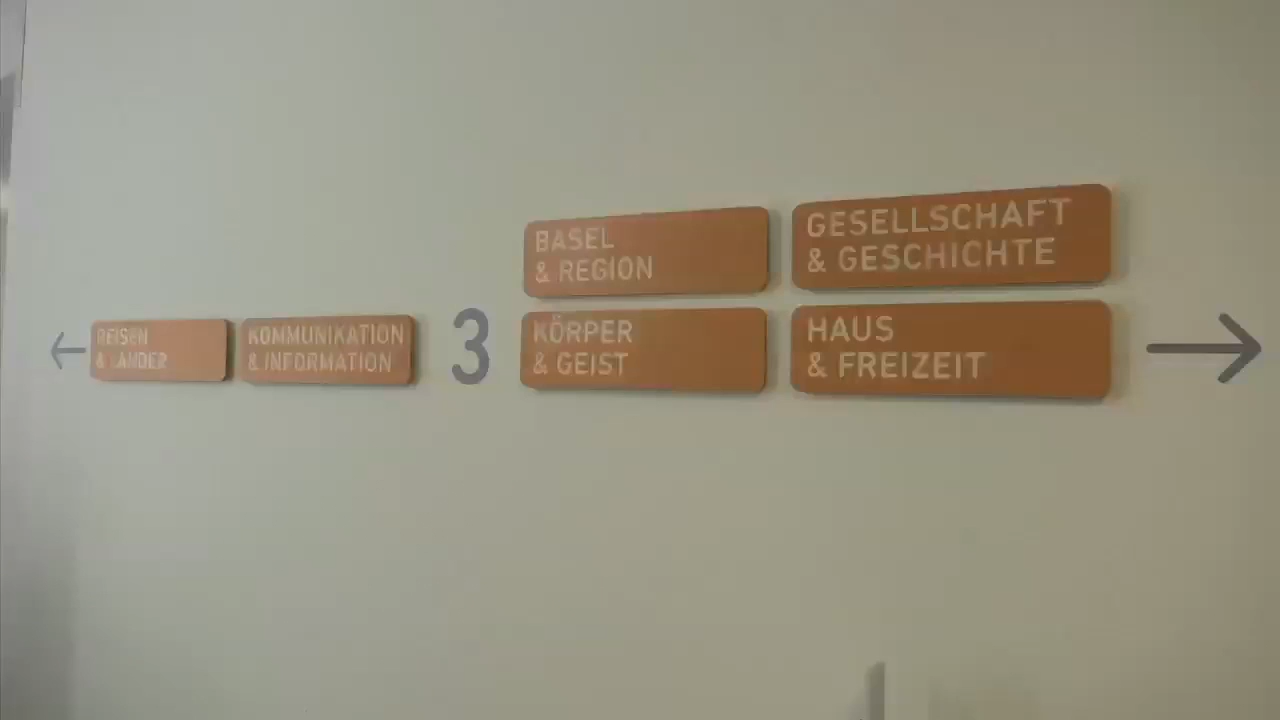 REISEN
& LÄNDER
KOMMUNIKATION
& INFORMATION
3
BASEL
& REGION
GESELLSCHAFT
& GESCHICHTE
KÖRPER
& GEIST
HAUS
& FREIZEIT